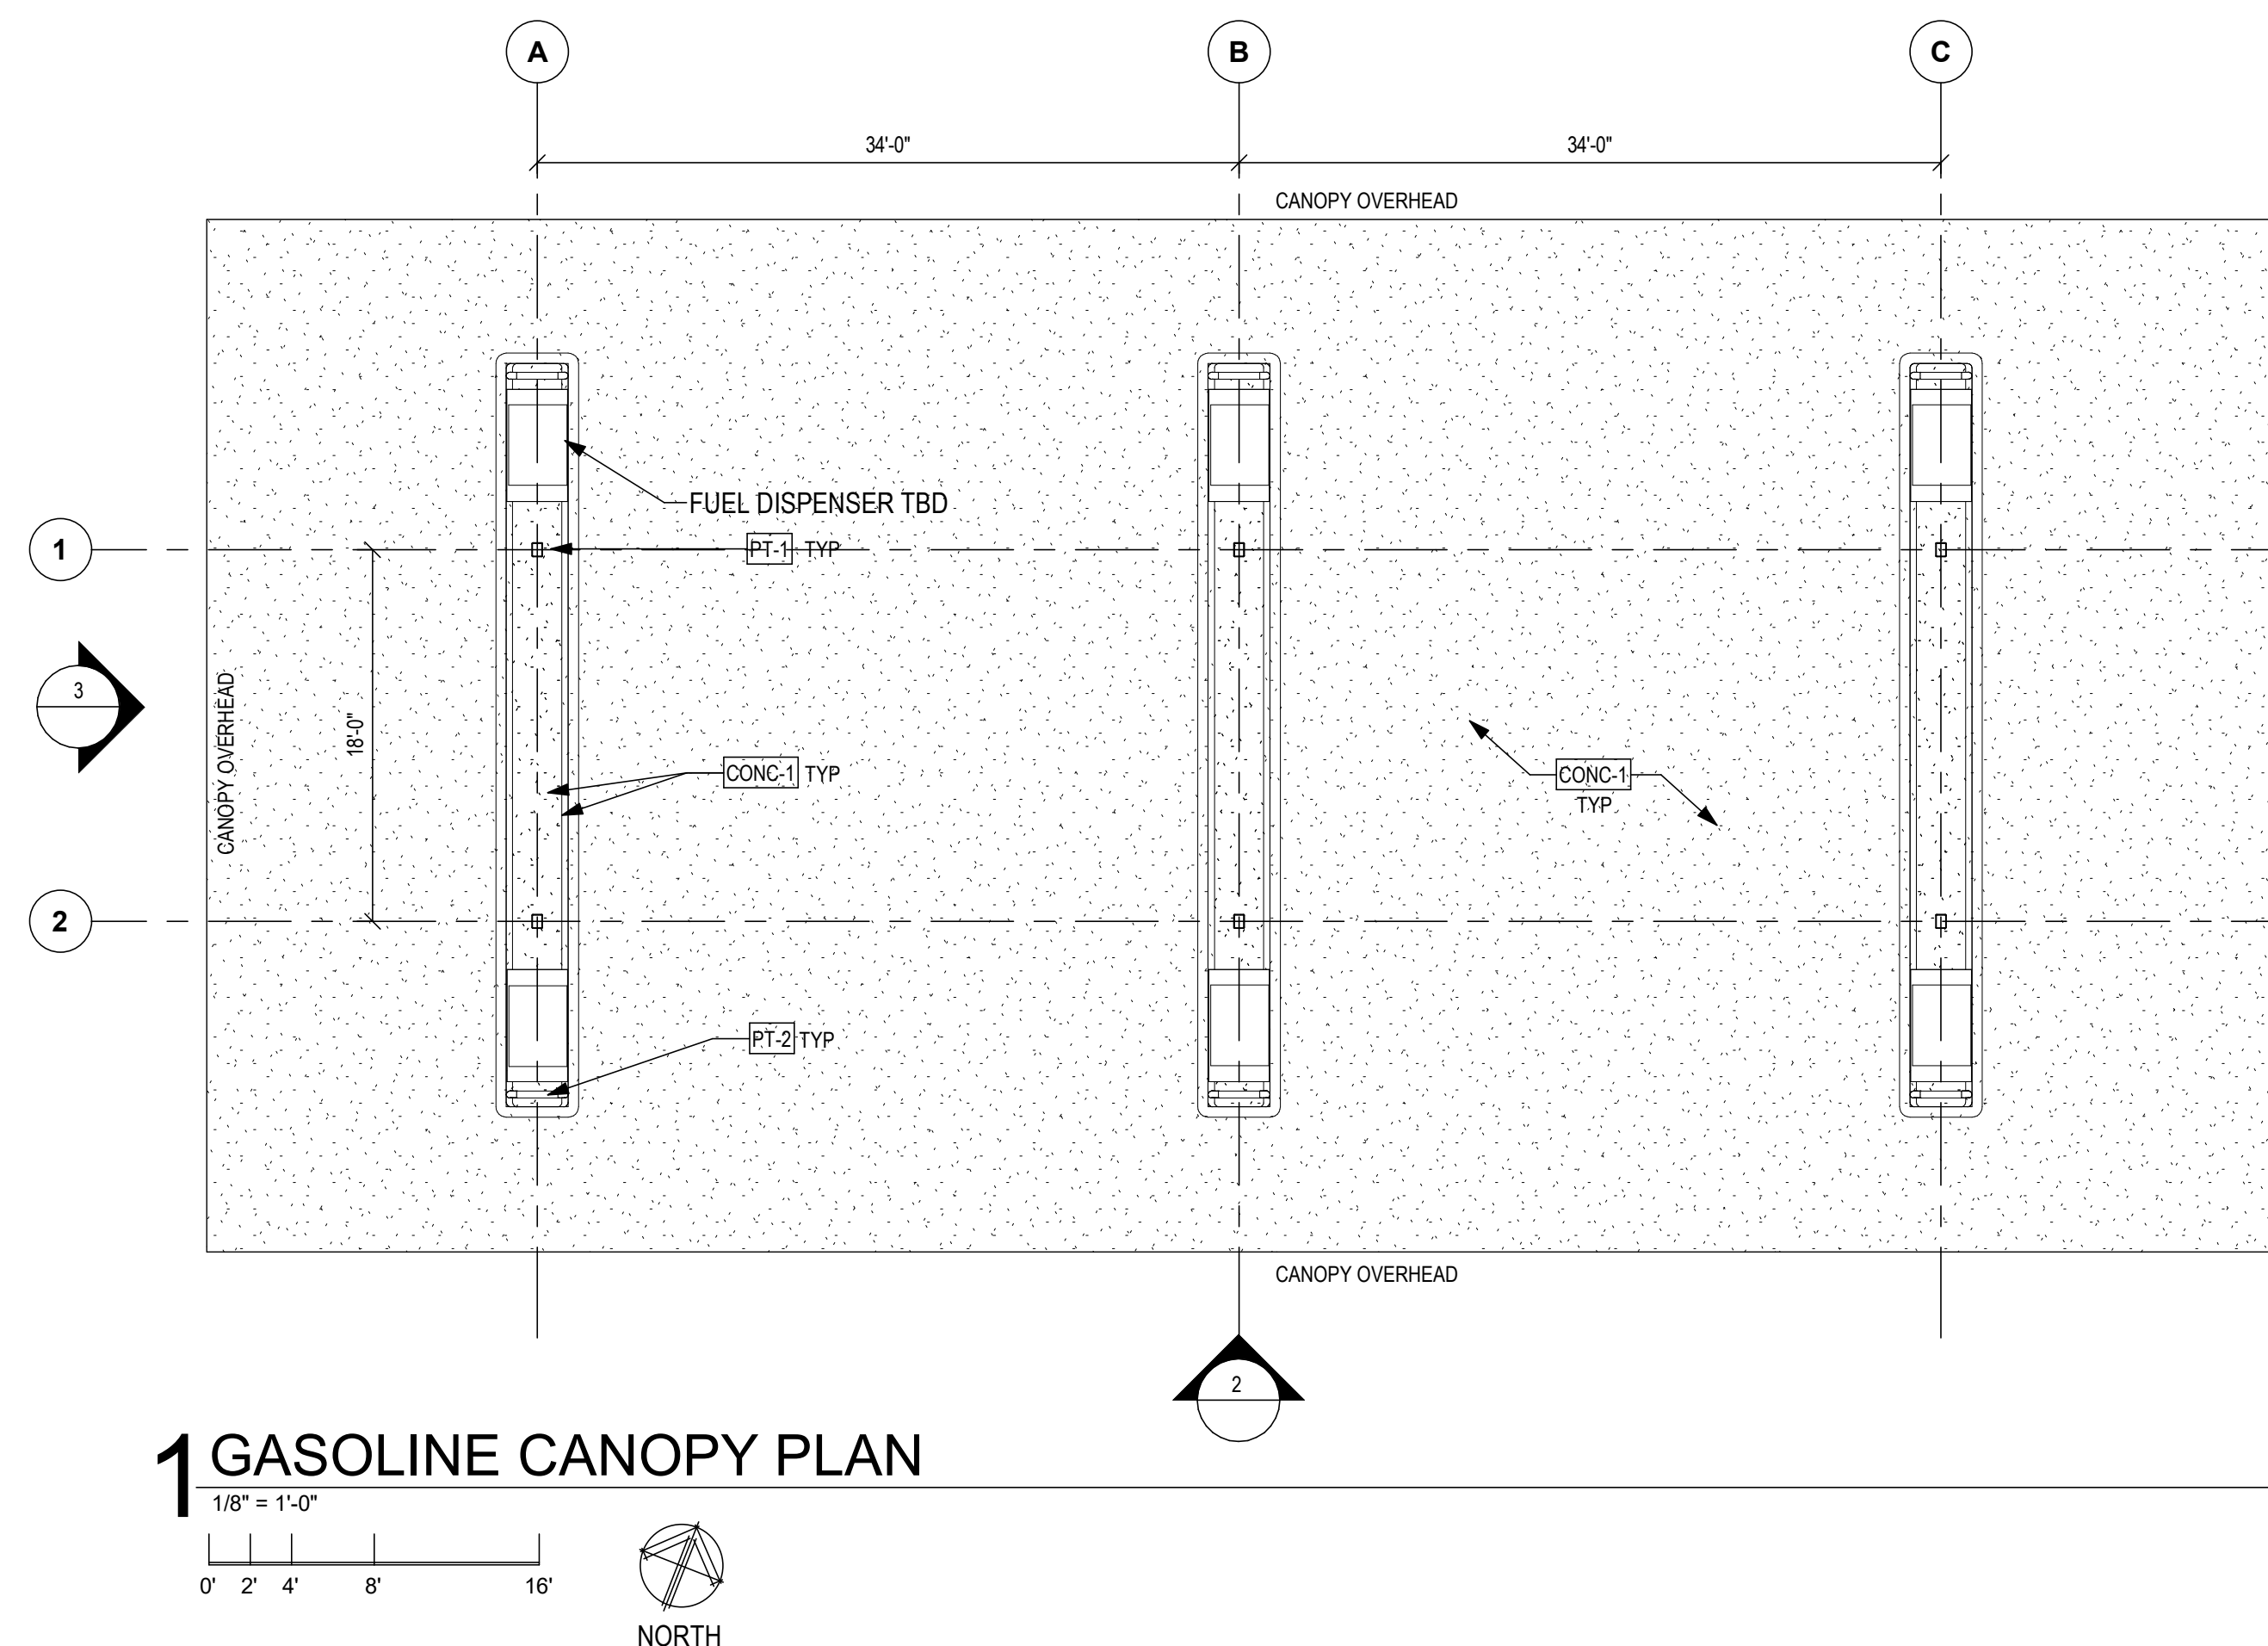 A
B
C
34'-0"
34'-0"
CANOPY OVERHEAD
FUEL DISPENSER TBD
1
PT-1 TYP
3
CANOPY OVERHEAD
18'-0"
CONC-1 TYP
CONC-1
TYP
2
PT-2 TYP
CANOPY OVERHEAD
2
1 GASOLINE CANOPY PLAN
1/8" = 1'-0"
0' 2' 4' 8' 16'
NORTH